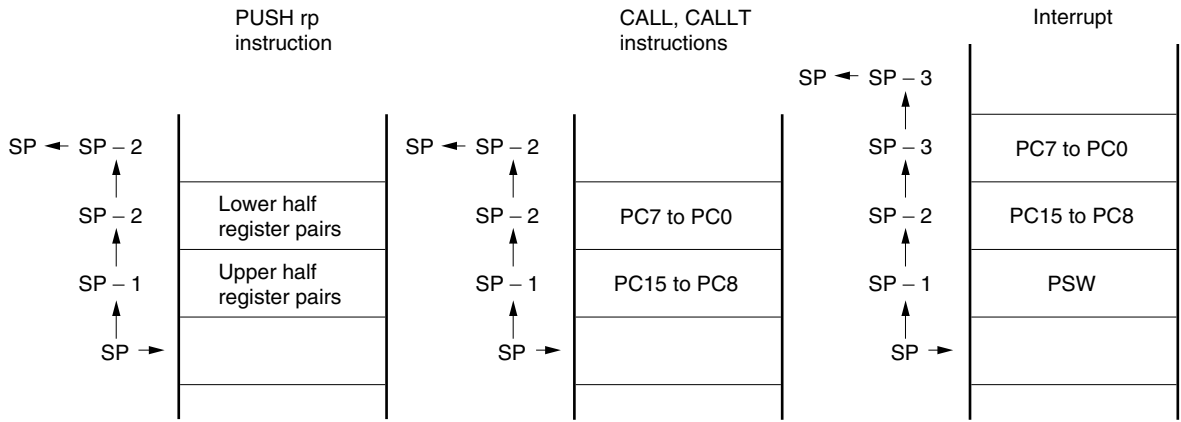 PUSH rp
instruction
SP
SP – 2
SP – 2
Lower half
register pairs
SP – 1
Upper half
register pairs
SP
CALL, CALLT
instructions
SP
SP – 2
SP – 2
PC7 to PC0
SP – 1
PC15 to PC8
SP
Interrupt
SP
SP – 3
SP – 3
PC7 to PC0
SP – 2
PC15 to PC8
SP – 1
PSW
SP